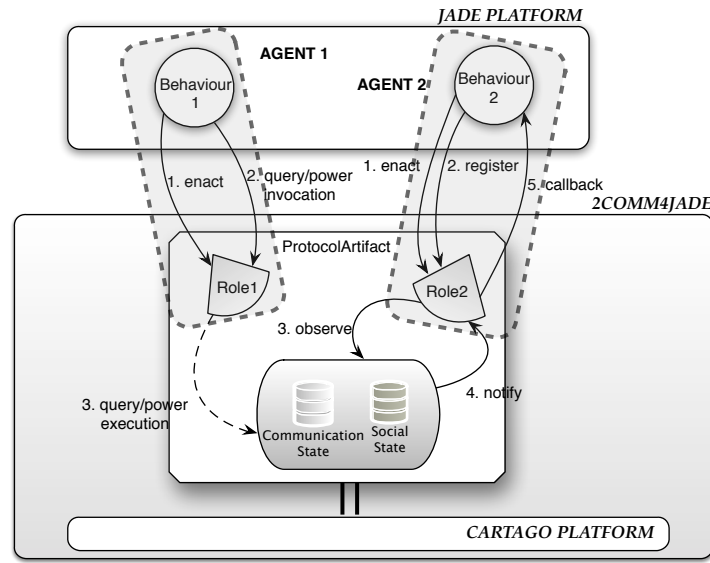 JADE PLATFORM
AGENT 1
Behaviour
1
AGENT 2
Behaviour
2
1. enact
2. query/power
invocation
1. enact
2. register
5. callback
2COMM4JADE
ProtocolArtifact
Role1
Role2
3. observe
4. notify
3. query/power
execution
Communication
State
Social
State
CARTAGO PLATFORM